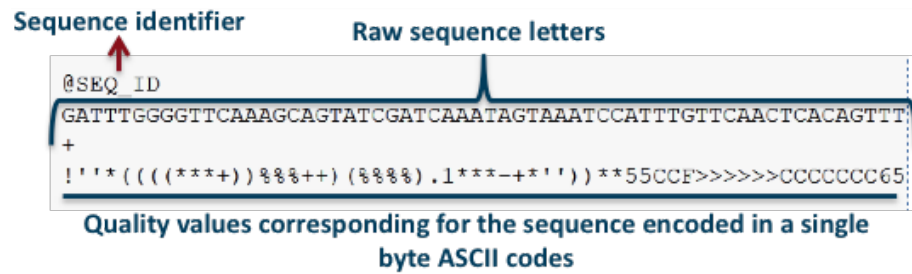 Sequence identifier
Raw sequence letters
@SEQ_ID
GATTTGGGGTTCAAAGCAGTATCGATCAAATAGTAAATCCATTTGTTCAACTCACAGTTT
+
!''*((((***+))%%%++)(%%%%).1***-+*''))**55CCF>>>>>>CCCCCCC65
Quality values corresponding for the sequence encoded in a single
byte ASCII codes